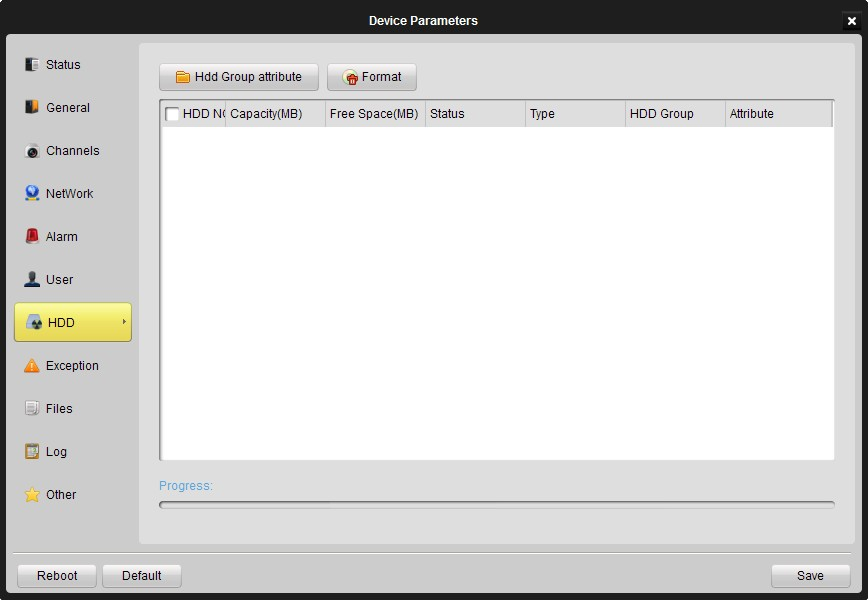 Device Parameters
Status
General
Channels
NetWork
Alarm
User
HDD
Exception
Files
Log
Other
Hdd Group attribute Format
HDD NO Capacity(MB) Free Space(MB) Status Type HDD Group Attribute
Progress:
Reboot Default Save